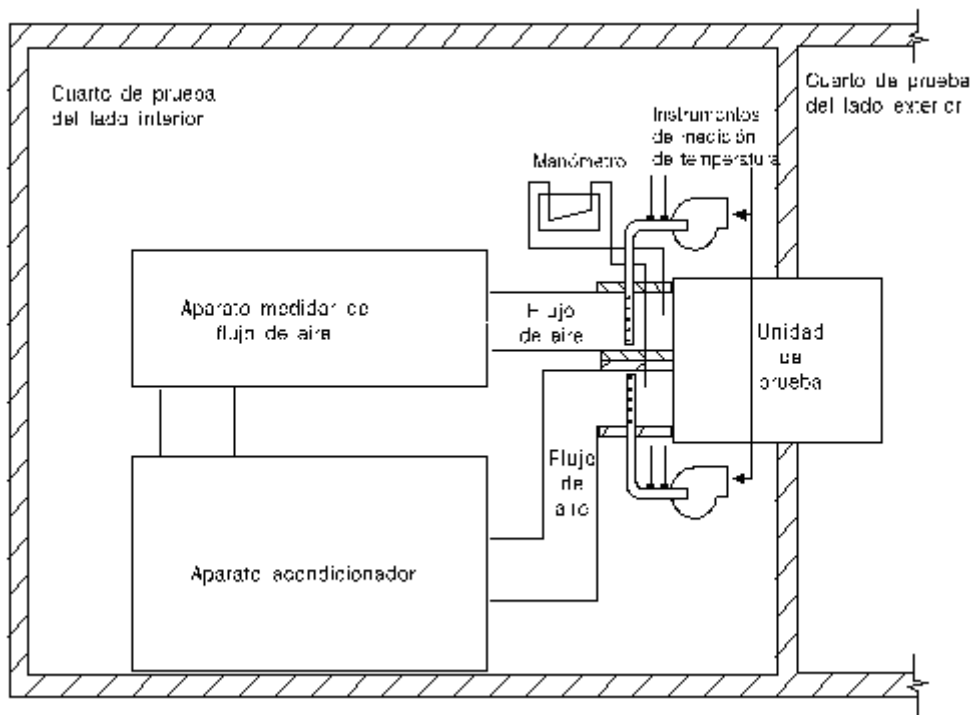 Cuarto de prueba
del lado interior
Cuarto de prueba
del lado exterior
Instrumentos
de medición
de temperatura
Manómetro
Aparato medidor de
flujo de aire
Flujo
de aire
Unidad
de
prueba
Flujo
de
aire
Aparato acondicionador